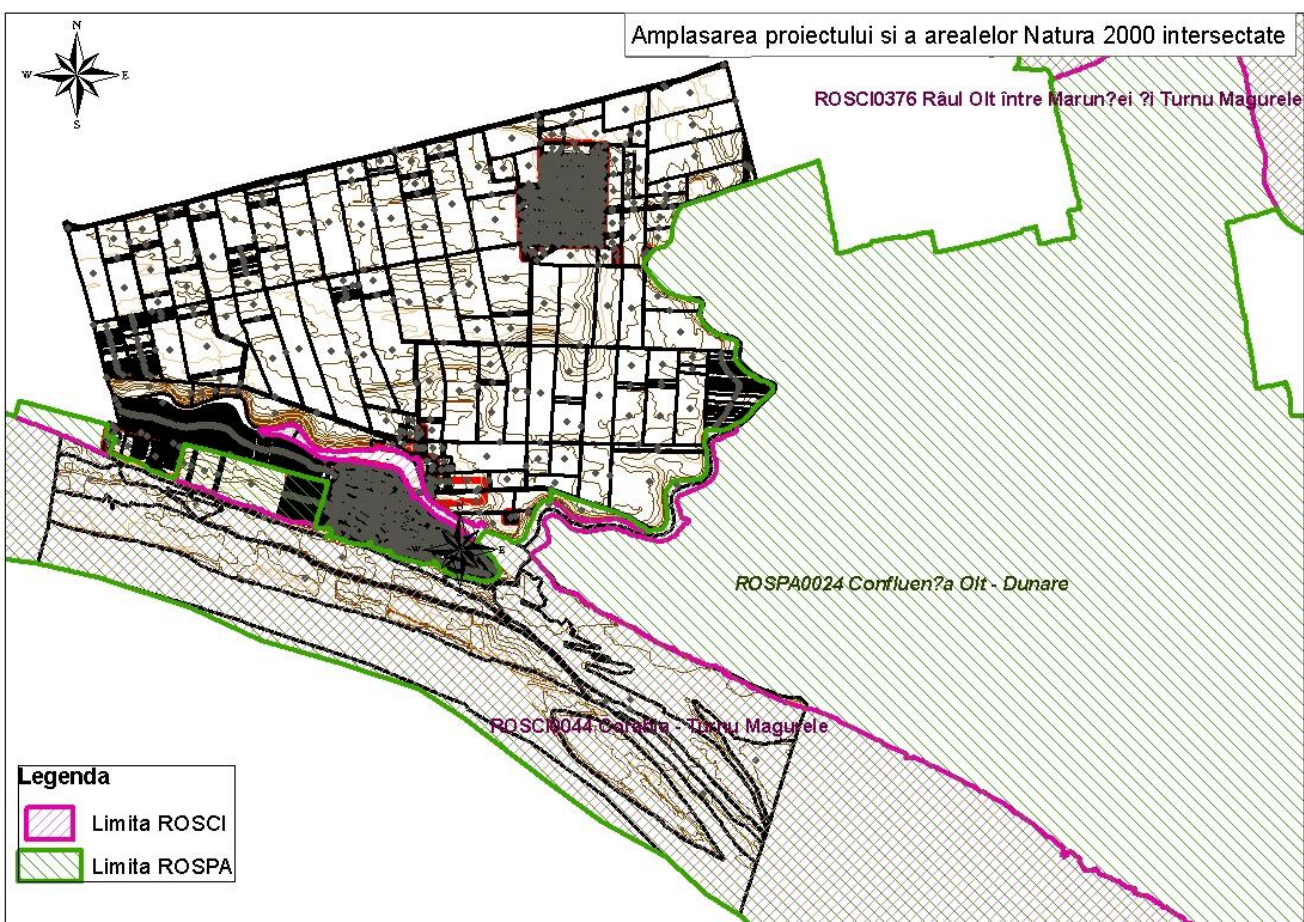 Amplasarea proiectului si a arealelor Natura 2000 intersectate
N
W
E
S
ROSCI0376 Râul Olt între Marun?ei ?i Turnu Magurele
W
E
ROSPA0024 Confluen?a Olt - Dunare
ROSCI0044 Corabia - Turnu Magurele
Legenda
Limita ROSCI
Limita ROSPA